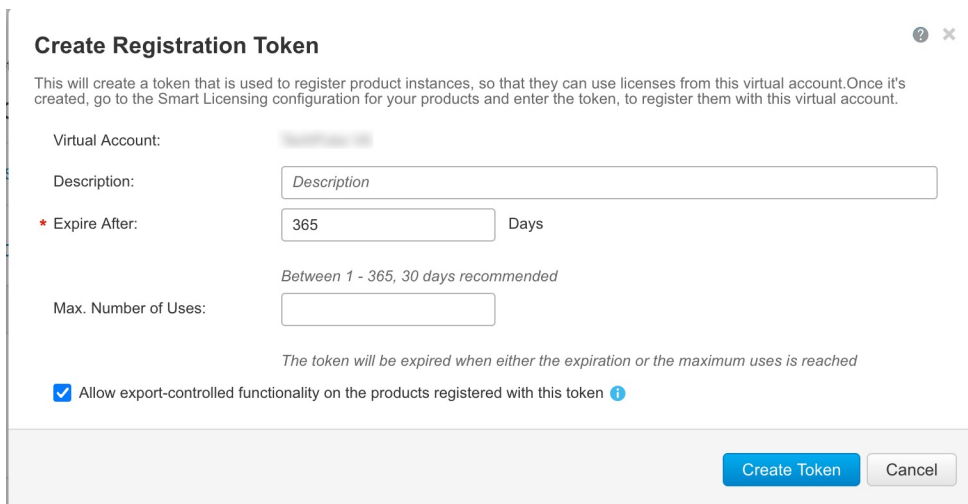 Create Registration Token
This will create a token that is used to register product instances, so that they can use licenses from this virtual account.Once it's
created, go to the Smart Licensing configuration for your products and enter the token, to register them with this virtual account.
Virtual Account:
Description: Description
* Expire After: 365 Days
Between 1 - 365, 30 days recommended
Max. Number of Uses:
The token will be expired when either the expiration or the maximum uses is reached
Allow export-controlled functionality on the products registered with this token
Create Token Cancel